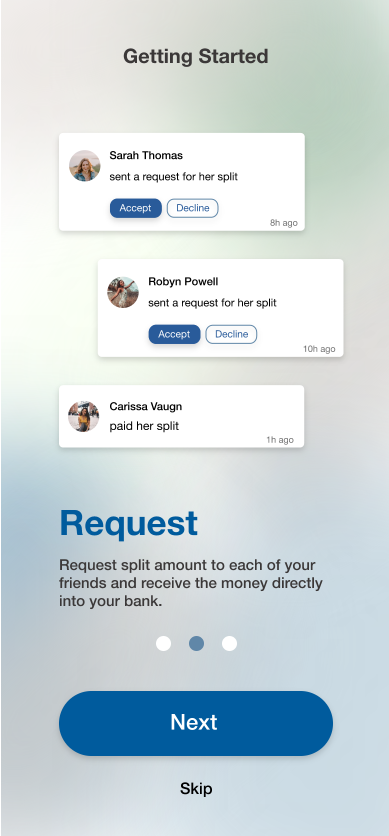 Getting Started
Sarah Thomas
sent a request for her split
Accept
Decline
8h ago
Robyn Powell
sent a request for her split
Accept
Decline
10h ago
Carissa Vaugn
paid her split
1h ago
Request
Request split amount to each of your
friends and receive the money directly
into your bank.
Next
Skip